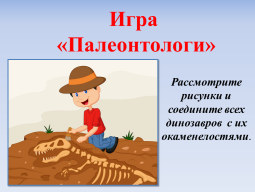 Игра
«Палеонтологи»
Рассмотрите
рисунки и
соедините всех
динозавров с их
окаменелостями.